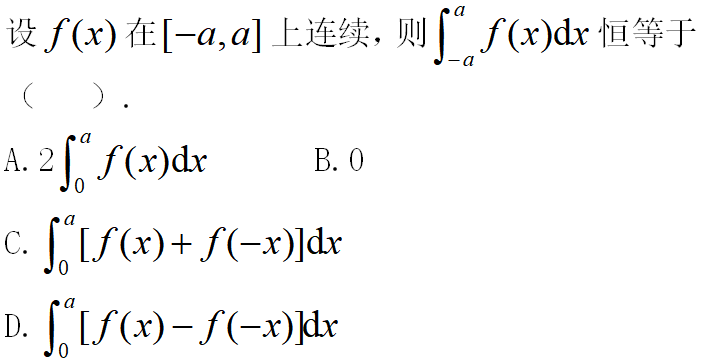 设 f(x) 在[−a,a] 上连续，则∫_{-a}^{a} f(x)dx 恒等于
（　　）.
A. 2∫_{0}^{a} f(x)dx　　B. 0
C. ∫_{0}^{a} [f(x)+f(−x)]dx
D. ∫_{0}^{a} [f(x)−f(−x)]dx